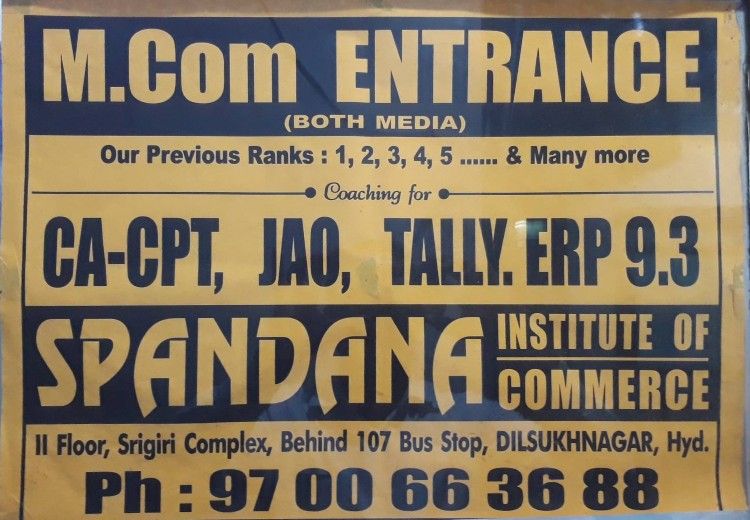 M.Com ENTRANCE
(BOTH MEDIA)
Our Previous Ranks : 1, 2, 3, 4, 5 ...... & Many more
Coaching for
CA-CPT, JAO, TALLY. ERP 9.3
SPANDANA INSTITUTE OF COMMERCE
II Floor, Srigiri Complex, Behind 107 Bus Stop, DILSUKHNAGAR, Hyd.
Ph : 97 00 66 36 88